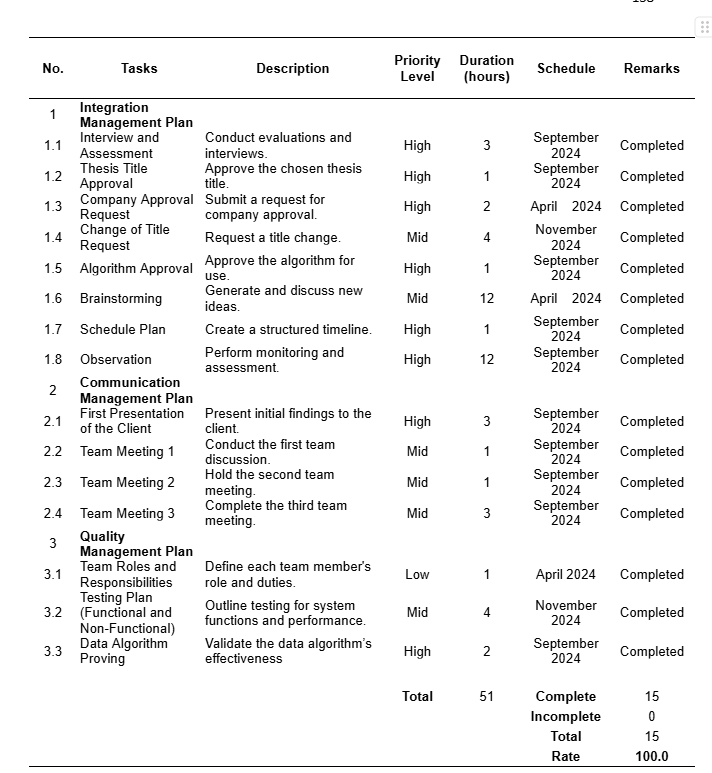 No. Tasks Description Priority Level Duration (hours) Schedule Remarks
1 Integration Management Plan
1.1 Interview and Assessment Conduct evaluations and interviews. High 3 September 2024 Completed
1.2 Thesis Title Approval Approve the chosen thesis title. High 1 September 2024 Completed
1.3 Company Approval Request Submit a request for company approval. High 2 April 2024 Completed
1.4 Change of Title Request Request a title change. Mid 4 November 2024 Completed
1.5 Algorithm Approval Approve the algorithm for use. High 1 September 2024 Completed
1.6 Brainstorming Generate and discuss new ideas. Mid 12 April 2024 Completed
1.7 Schedule Plan Create a structured timeline. High 1 September 2024 Completed
1.8 Observation Perform monitoring and assessment. High 12 September 2024 Completed
2 Communication Management Plan
2.1 First Presentation of the Client Present initial findings to the client. High 3 September 2024 Completed
2.2 Team Meeting 1 Conduct the first team discussion. Mid 1 September 2024 Completed
2.3 Team Meeting 2 Hold the second team meeting. Mid 1 September 2024 Completed
2.4 Team Meeting 3 Complete the third team meeting. Mid 3 September 2024 Completed
3 Quality Management Plan
3.1 Team Roles and Responsibilities Define each team member's role and duties. Low 1 April 2024 Completed
3.2 Testing Plan (Functional and Non-Functional) Outline testing for system functions and performance. Mid 4 November 2024 Completed
3.3 Data Algorithm Proving Validate the data algorithm's effectiveness High 2 September 2024 Completed
Total 51 Complete 15
Incomplete 0
Total 15
Rate 100.0